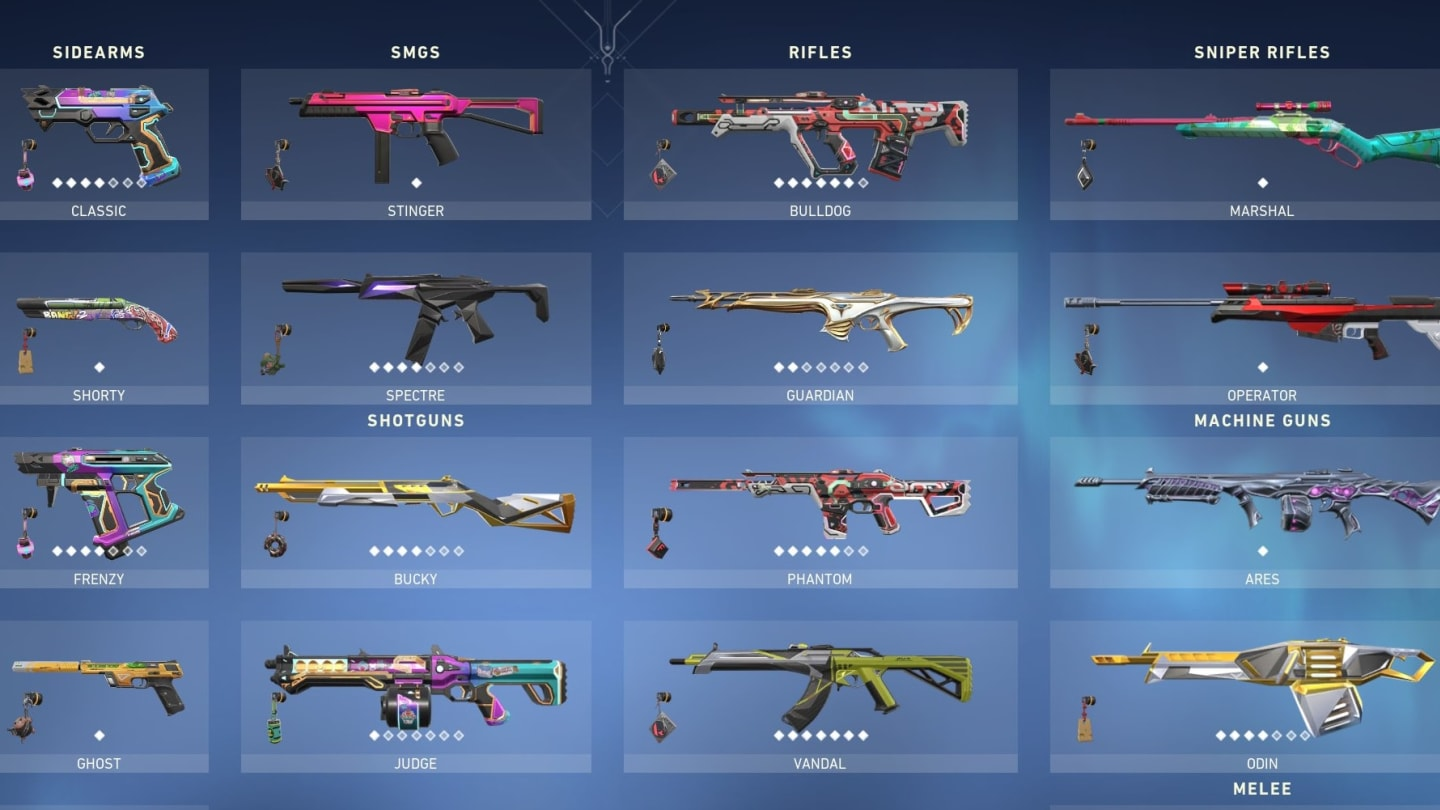 SIDEARMS
SMGS
RIFLES
SNIPER RIFLES
CLASSIC
STINGER
BULLDOG
MARSHAL
SHORTY
SPECTRE
GUARDIAN
OPERATOR
SHOTGUNS
MACHINE GUNS
FRENZY
BUCKY
PHANTOM
ARES
GHOST
JUDGE
VANDAL
ODIN
MELEE